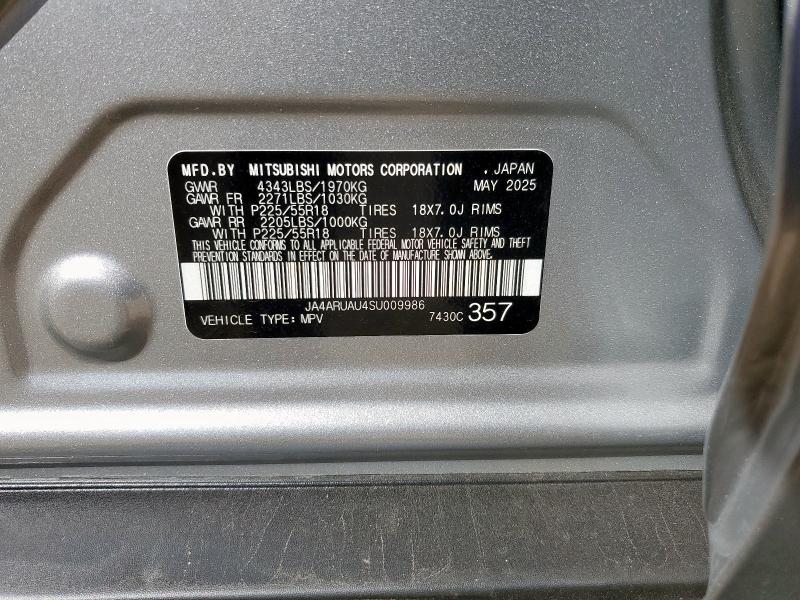 MFD.BY MITSUBISHI MOTORS CORPORATION . JAPAN
GVWR 4343LBS/1970KG MAY 2025
GAWR FR 2271LBS/1030KG
WITH P225/55R18 TIRES 18X7.0J RIMS
GAWR RR 2205LBS/1000KG
WITH P225/55R18 TIRES 18X7.0J RIMS
THIS VEHICLE CONFORMS TO ALL APPLICABLE FEDERAL MOTOR VEHICLE SAFETY AND THEFT
PREVENTION STANDARDS IN EFFECT ON THE DATE OF MANUFACTURE SHOWN ABOVE.
JA4ARUAU4SU009986
VEHICLE TYPE:MPV 7430C 357